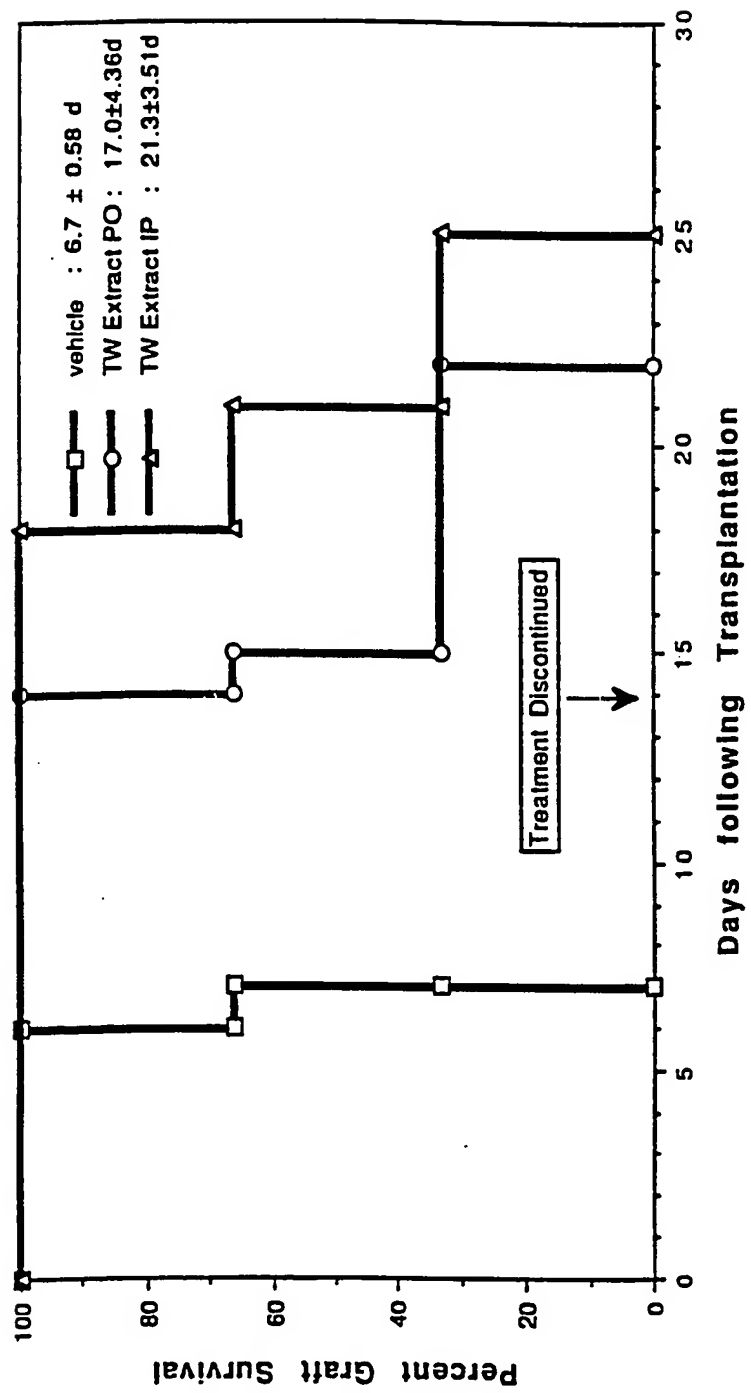 Percent Graft Survival
100
80
60
40
20
0
vehicle : 6.7 ± 0.58 d
TW Extract PO : 17.0±4.36d
TW Extract IP : 21.3±3.51d
Treatment Discontinued
0 5 10 15 20 25 30
Days following Transplantation